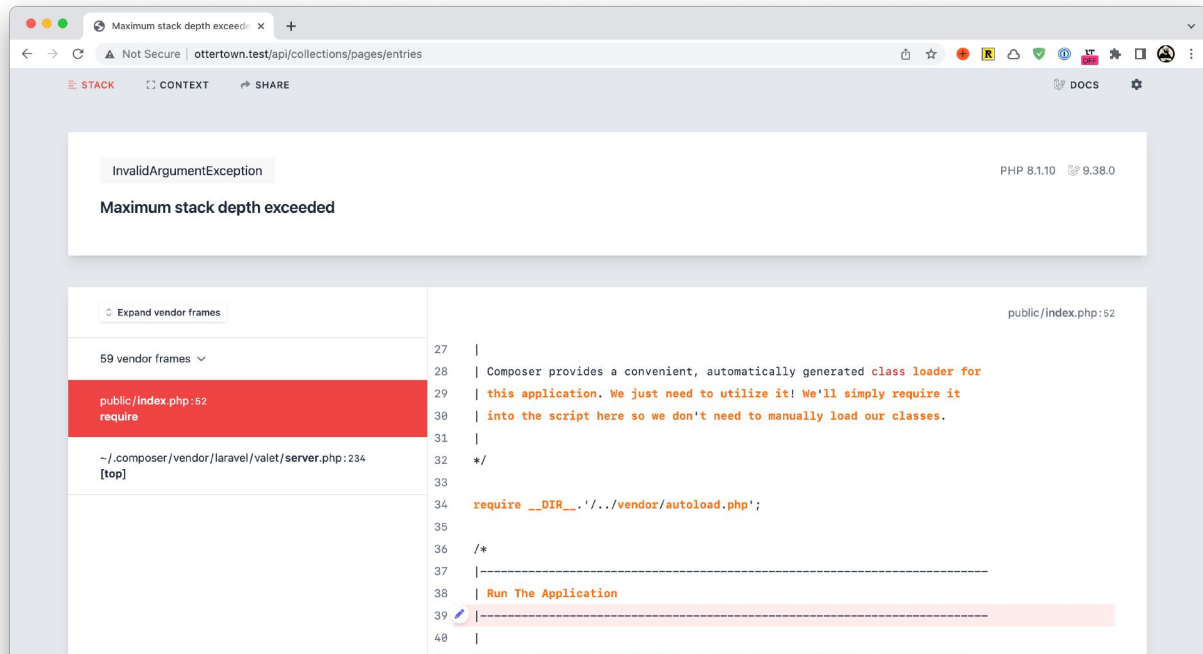 Maximum stack depth exceede
Not Secure | ottertown.test/api/collections/pages/entries
R
LT
OFF
STACK
CONTEXT
SHARE
DOCS
InvalidArgumentException
PHP 8.1.10
9.38.0
Maximum stack depth exceeded
Expand vendor frames
public/index.php:52
59 vendor frames
public/index.php:52
require
~/.composer/vendor/laravel/valet/server.php:234
[top]
27 |
28 | Composer provides a convenient, automatically generated class loader for
29 | this application. We just need to utilize it! We'll simply require it
30 | into the script here so we don't need to manually load our classes.
31 |
32 */
33
34 require __DIR__.'/../vendor/autoload.php';
35
36 /*
37 |--------------------------------------------------------------------------
38 | Run The Application
39 |--------------------------------------------------------------------------
40 |